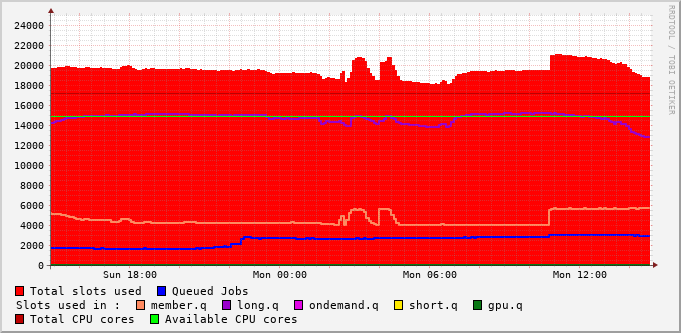 24000
22000
20000
18000
16000
14000
12000
10000
8000
6000
4000
2000
0
Sun 18:00 Mon 00:00 Mon 06:00 Mon 12:00
RRDTOOL / TOBI OETIKER
Total slots used Queued Jobs
Slots used in : member.q long.q ondemand.q short.q gpu.q
Total CPU cores Available CPU cores